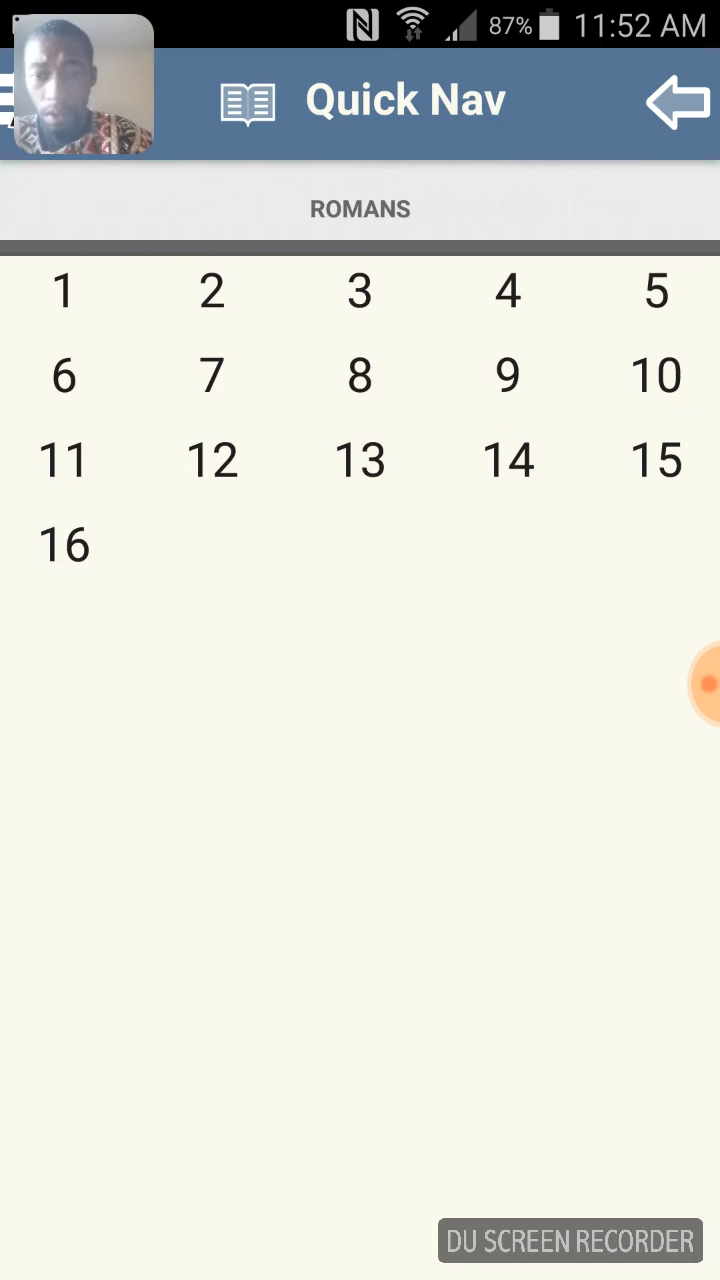 87% 11:52 AM
Quick Nav
ROMANS
1 2 3 4 5
6 7 8 9 10
11 12 13 14 15
16
DU SCREEN RECORDER